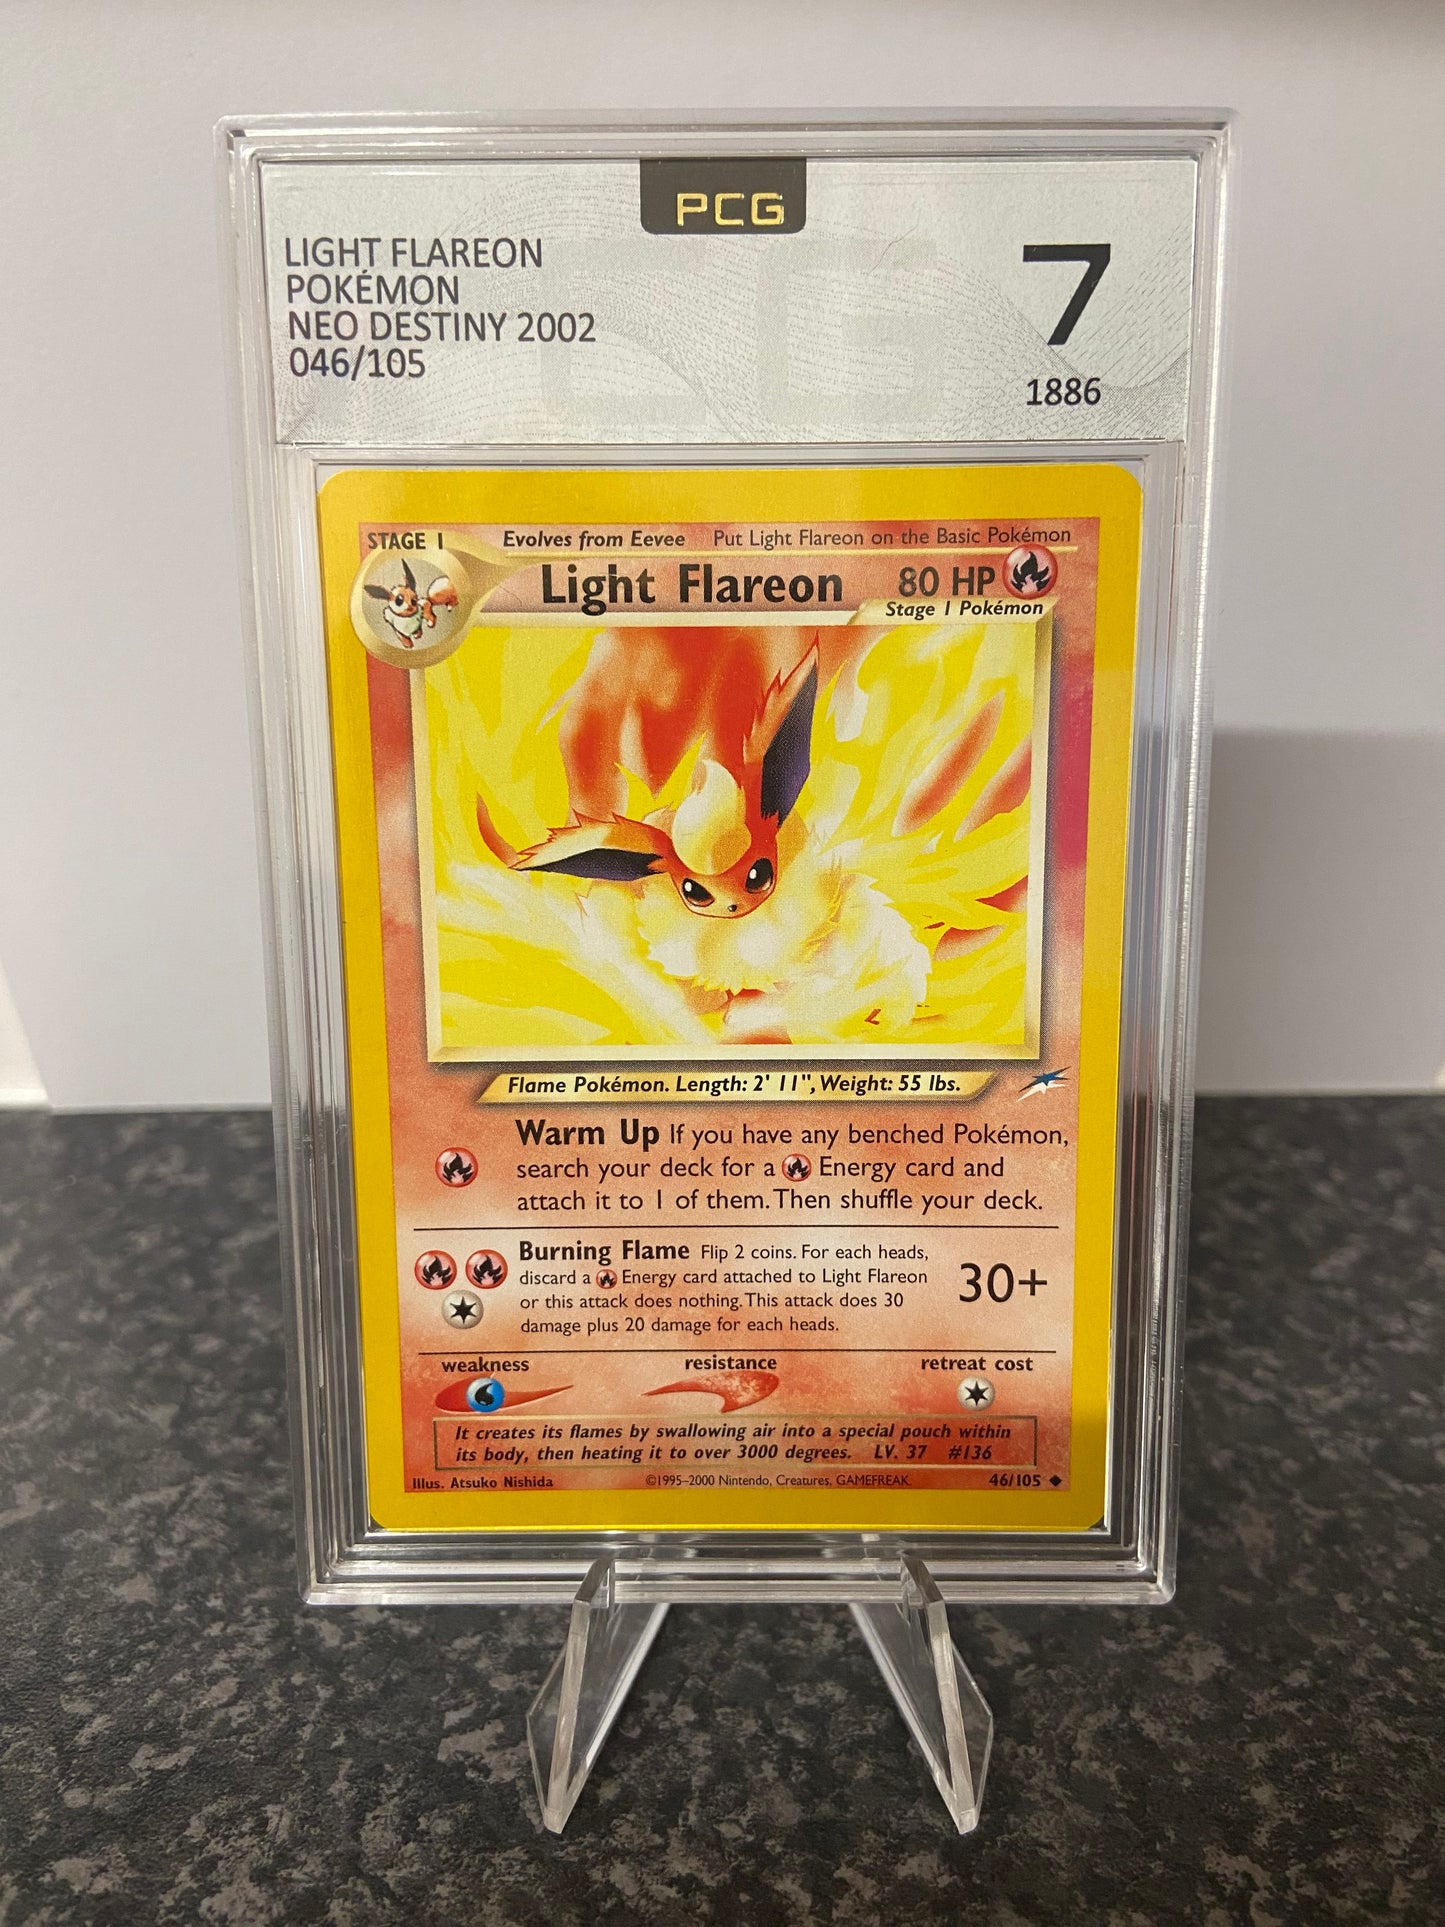 PCG
LIGHT FLAREON
POKÉMON
NEO DESTINY 2002
046/105
7
1886
STAGE 1
Evolves from Eevee Put Light Flareon on the Basic Pokémon
Light Flareon 80 HP
Stage 1 Pokémon
Flame Pokémon. Length: 2' 11", Weight: 55 lbs.
Warm Up If you have any benched Pokémon,
search your deck for a Energy card and
attach it to 1 of them. Then shuffle your deck.
Burning Flame Flip 2 coins. For each heads,
discard a Energy card attached to Light Flareon
or this attack does nothing. This attack does 30
damage plus 20 damage for each heads.
30+
weakness resistance retreat cost
It creates its flames by swallowing air into a special pouch within
its body, then heating it to over 3000 degrees. LV. 37 #136
Illus. Atsuko Nishida ©1995–2000 Nintendo, Creatures, GAMEFREAK. 46/105